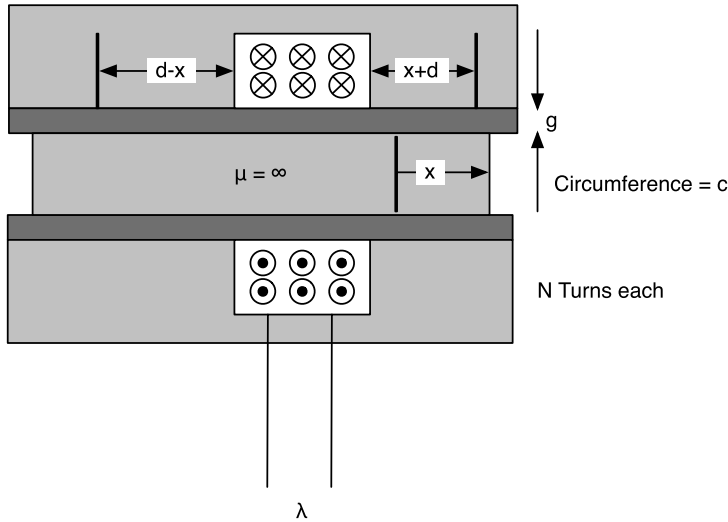 d-x
x+d
g
μ = ∞
x
Circumference = c
N Turns each
λ